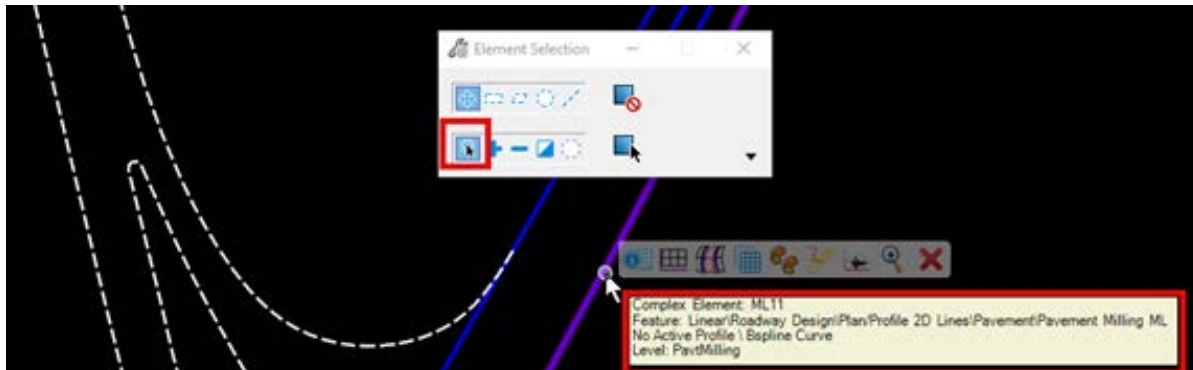 Element Selection
Complex Element: ML11
Feature: Linear\Roadway Design\Plan/Profile 2D Lines\Pavement\Pavement Milling ML
No Active Profile \ Bspline Curve
Level: PavtMilling